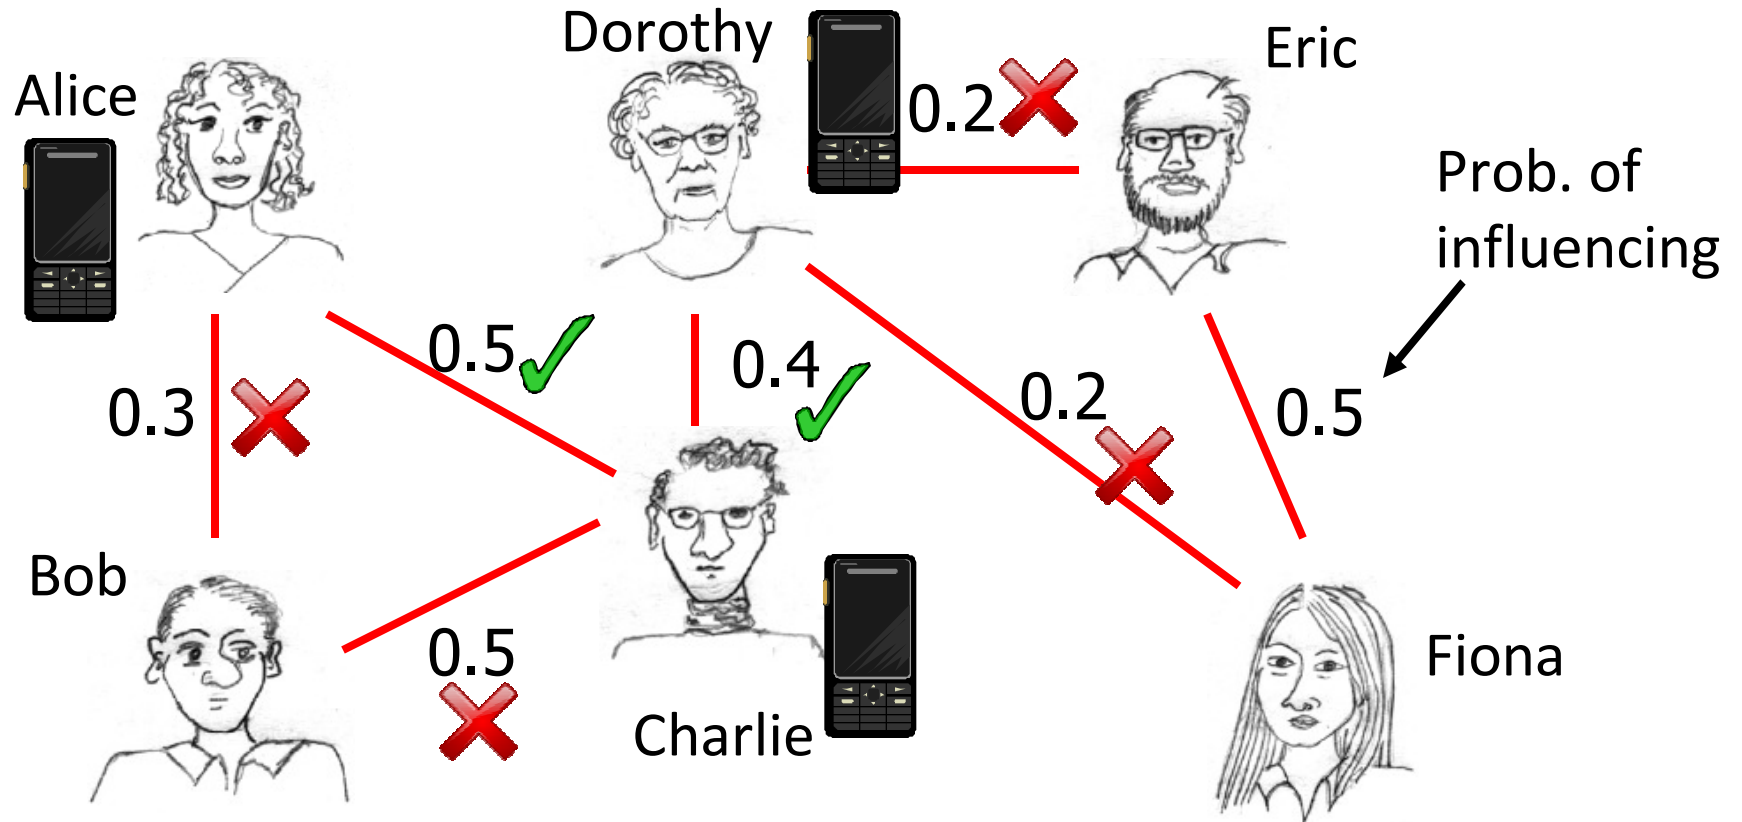 Dorothy
Eric
Alice
0.2
Prob. of
influencing
0.5
0.4
0.3
0.2
0.5
Bob
0.5
Fiona
Charlie